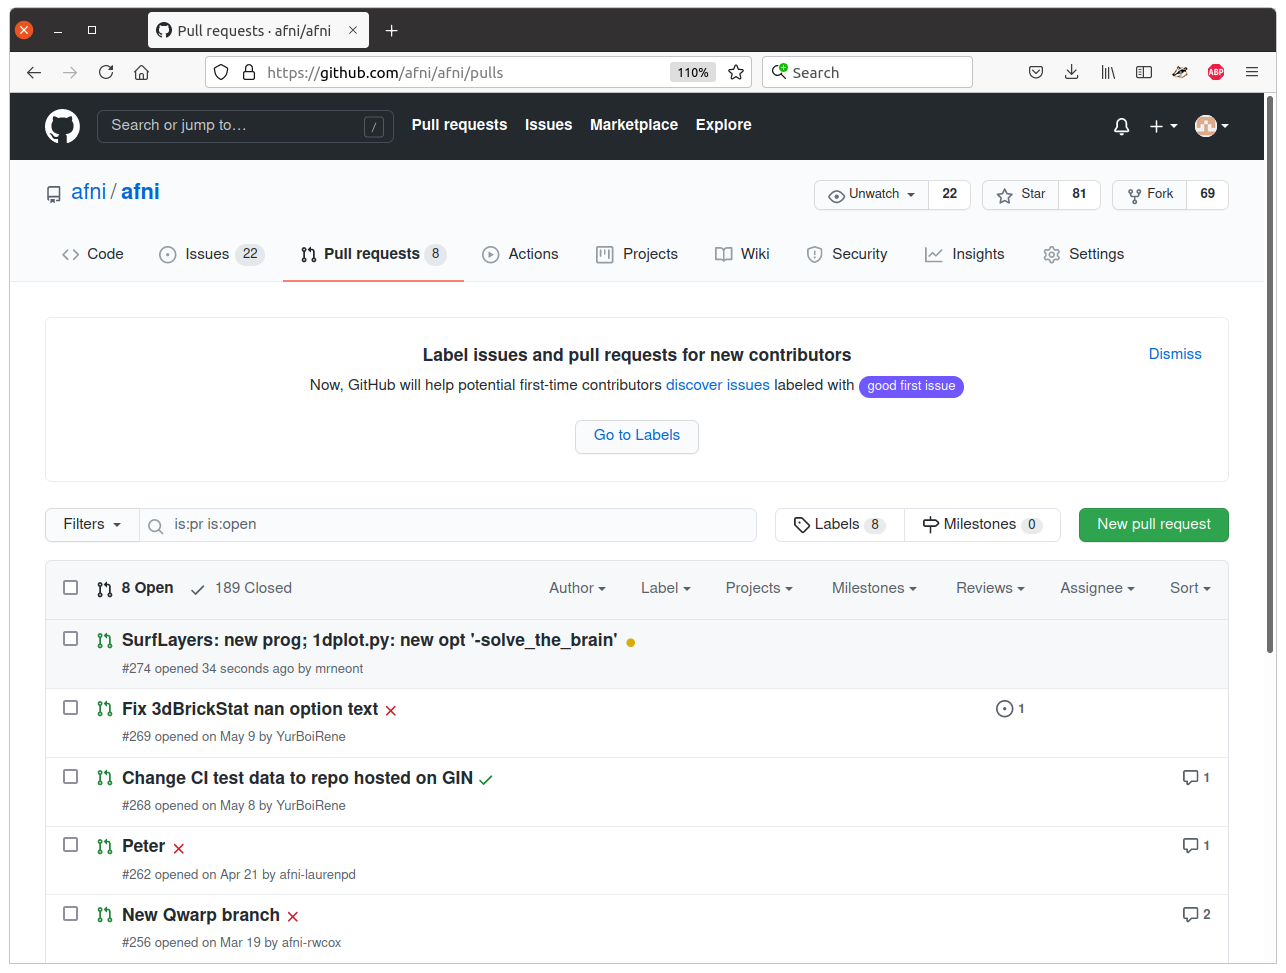 Pull requests · afni/afni
https://github.com/afni/afni/pulls 110% Search ABP
Search or jump to… / Pull requests Issues Marketplace Explore
afni / afni Unwatch 22 Star 81 Fork 69
Code Issues 22 Pull requests 8 Actions Projects Wiki Security Insights Settings
Label issues and pull requests for new contributors Dismiss
Now, GitHub will help potential first-time contributors discover issues labeled with good first issue
Go to Labels
Filters is:pr is:open Labels 8 Milestones 0 New pull request
8 Open 189 Closed Author Label Projects Milestones Reviews Assignee Sort
SurfLayers: new prog; 1dplot.py: new opt '-solve_the_brain'
#274 opened 34 seconds ago by mrneont
Fix 3dBrickStat nan option text 1
#269 opened on May 9 by YurBoiRene
Change CI test data to repo hosted on GIN 1
#268 opened on May 8 by YurBoiRene
Peter 1
#262 opened on Apr 21 by afni-laurenpd
New Qwarp branch 2
#256 opened on Mar 19 by afni-rwcox